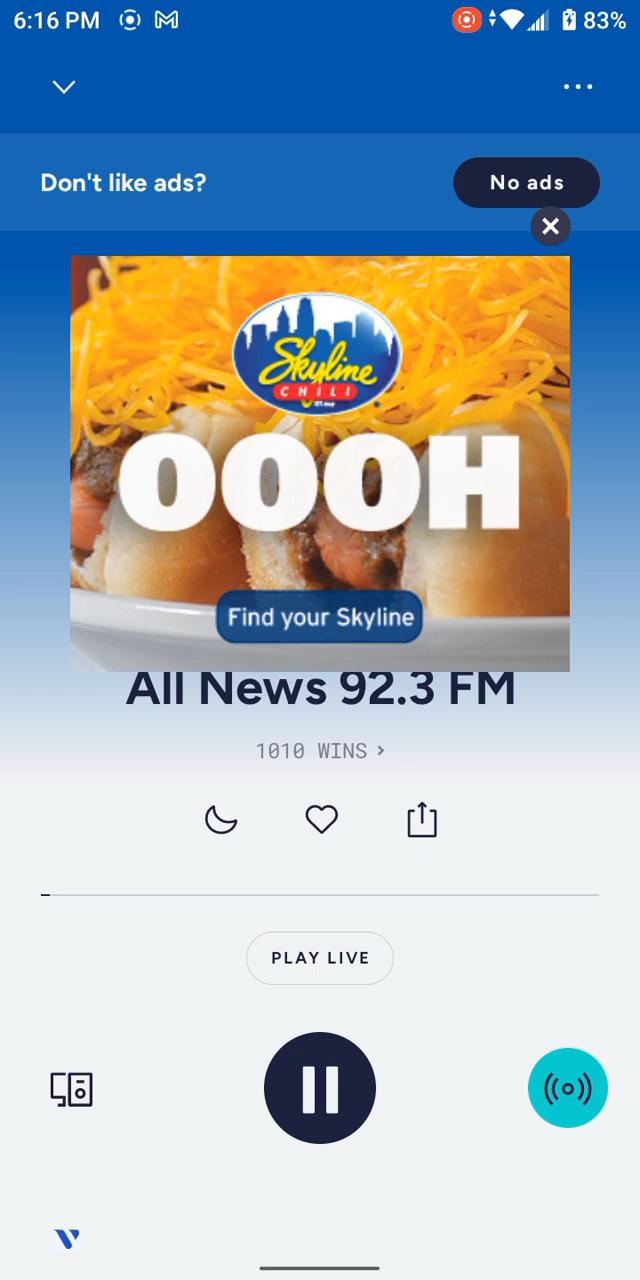 6:16 PM
83%
Don't like ads?
No ads
Skyline
CHILI
OOOH
Find your Skyline
All News 92.3 FM
1010 WINS
PLAY LIVE